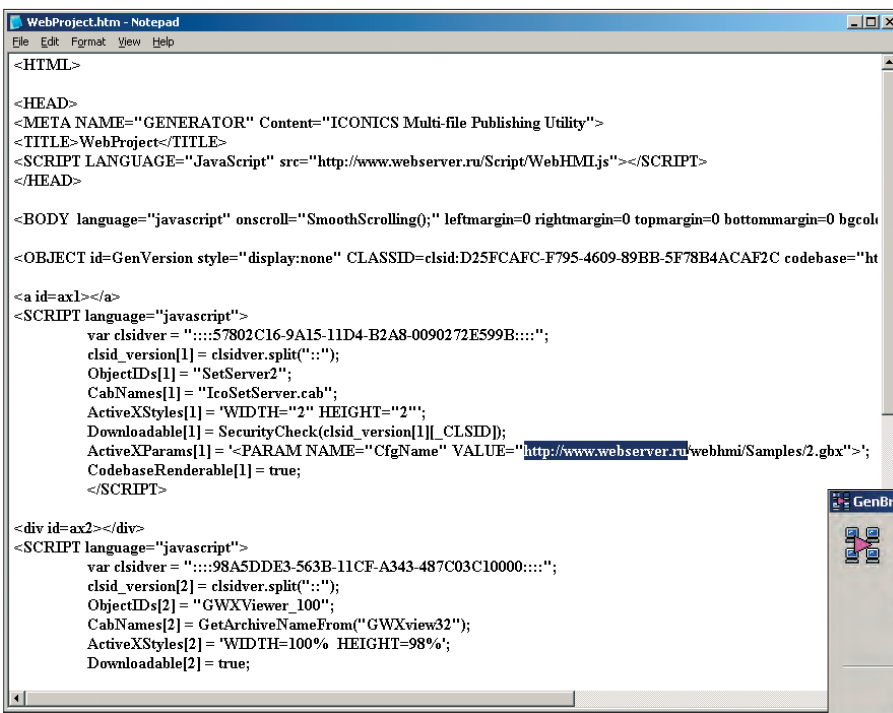 WebProject.htm - Notepad
File Edit Format View Help
<HTML>
<HEAD>
<META NAME="GENERATOR" Content="ICONICS Multi-file Publishing Utility">
<TITLE>WebProject</TITLE>
<SCRIPT LANGUAGE="JavaScript" src="http://www.webserver.ru/Script/WebHMI.js"></SCRIPT>
</HEAD>
<BODY language="javascript" onscroll="SmoothScrolling();" leftmargin=0 rightmargin=0 topmargin=0 bottommargin=0 bgcolo
<OBJECT id=GenVersion style="display:none" CLASSID=clsid:D25FCAFC-F795-4609-89BB-5F78B4ACAF2C codebase="ht
<a id=ax1></a>
<SCRIPT language="javascript">
var clsidver = "::::57802C16-9A15-11D4-B2A8-0090272E599B::::";
clsid_version[1] = clsidver.split("::");
ObjectIDs[1] = "SetServer2";
CabNames[1] = "IcoSetServer.cab";
ActiveXStyles[1] = 'WIDTH="2" HEIGHT="2"';
Downloadable[1] = SecurityCheck(clsid_version[1][_CLSID]);
ActiveXParams[1] = '<PARAM NAME="CfgName" VALUE="http://www.webserver.ru/webhmi/Samples/2.gbx">';
CodebaseRenderable[1] = true;
</SCRIPT>
<div id=ax2></div>
<SCRIPT language="javascript">
var clsidver = "::::98A5DDE3-563B-11CF-A343-487C03C10000::::";
clsid_version[2] = clsidver.split("::");
ObjectIDs[2] = "GWXViewer_100";
CabNames[2] = GetArchiveNameFrom("GWXview32");
ActiveXStyles[2] = 'WIDTH=100% HEIGHT=98%';
Downloadable[2] = true;
GenBr